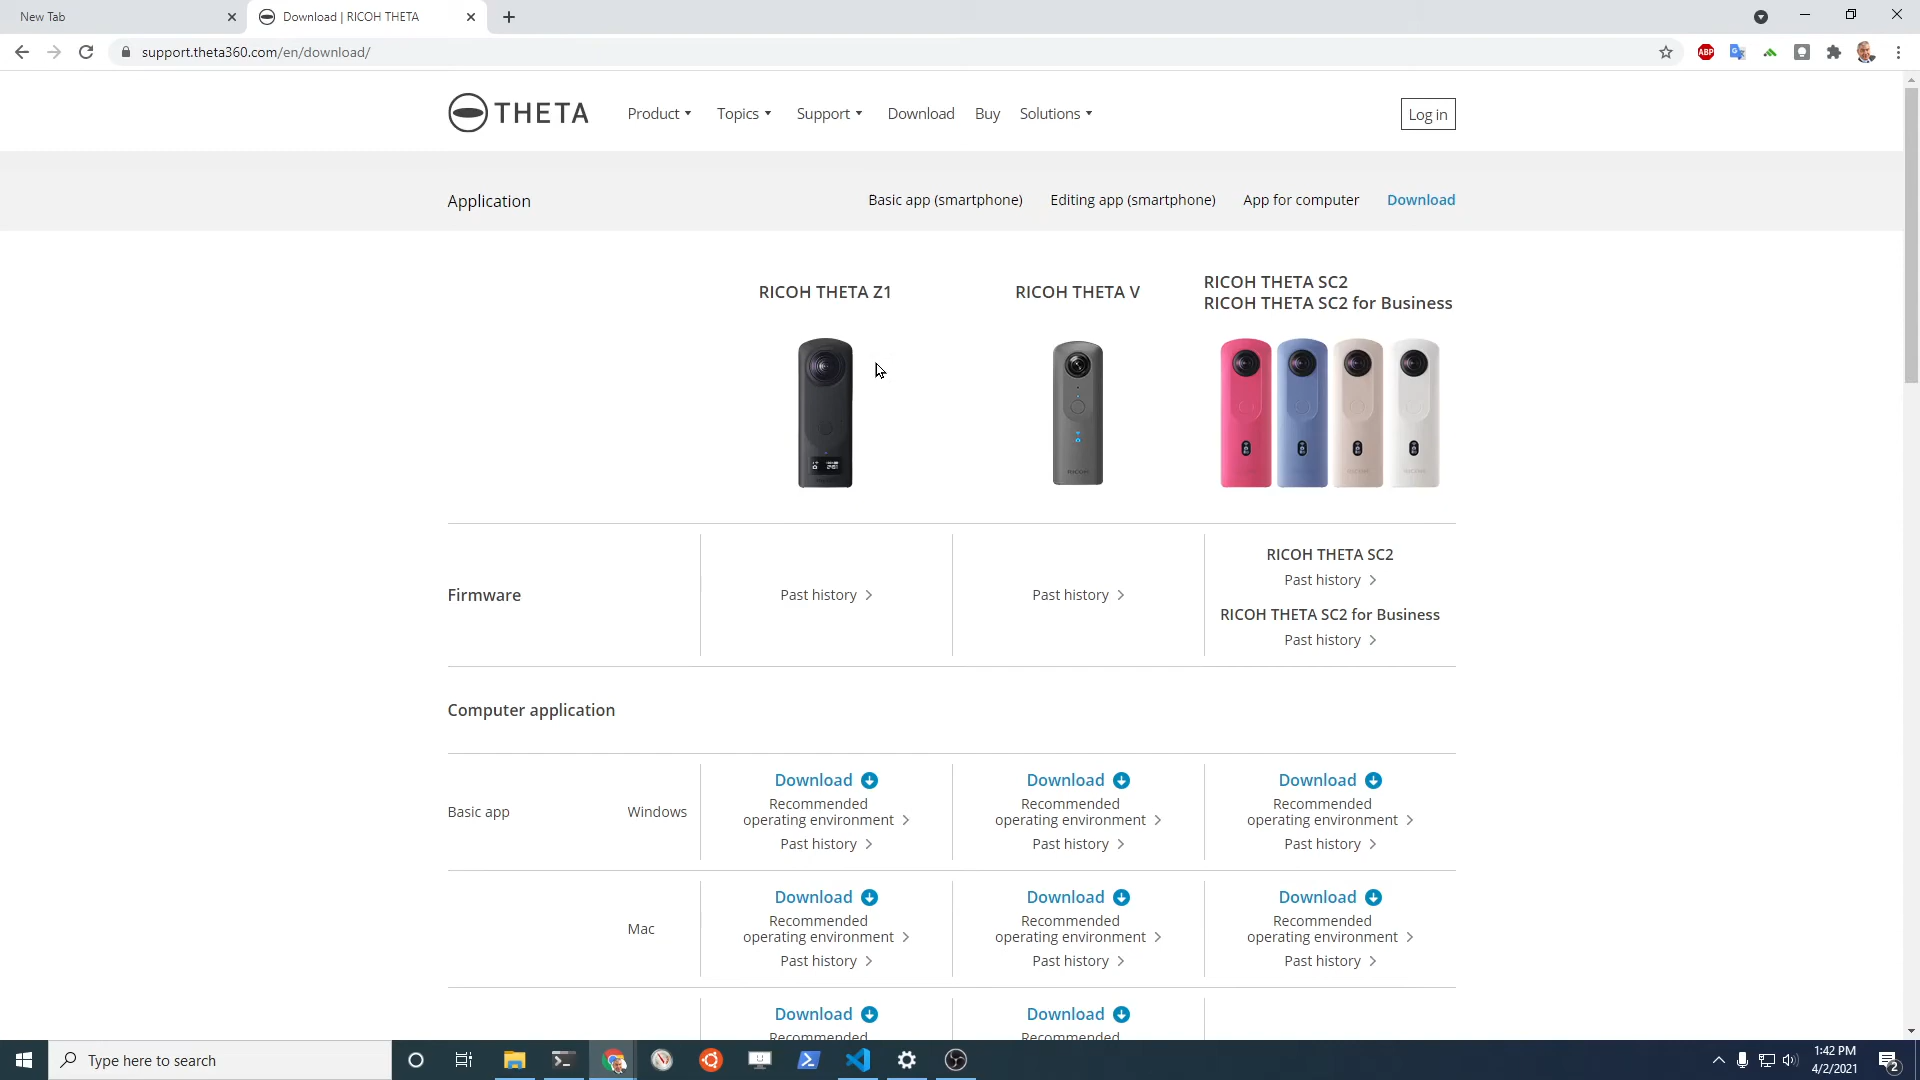 New Tab
Download | RICOH THETA
support.theta360.com/en/download/
ABP
THETA
Product
Topics
Support
Download
Buy
Solutions
Log in
Application
Basic app (smartphone)
Editing app (smartphone)
App for computer
Download
RICOH THETA Z1
RICOH THETA V
RICOH THETA SC2
RICOH THETA SC2 for Business
Firmware
Past history
Past history
RICOH THETA SC2
Past history
RICOH THETA SC2 for Business
Past history
Computer application
Basic app
Windows
Download
Recommended
operating environment
Past history
Download
Recommended
operating environment
Past history
Download
Recommended
operating environment
Past history
Mac
Download
Recommended
operating environment
Past history
Download
Recommended
operating environment
Past history
Download
Recommended
operating environment
Past history
Download
Recommended
Download
Recommended
Type here to search
1:42 PM
4/2/2021
2